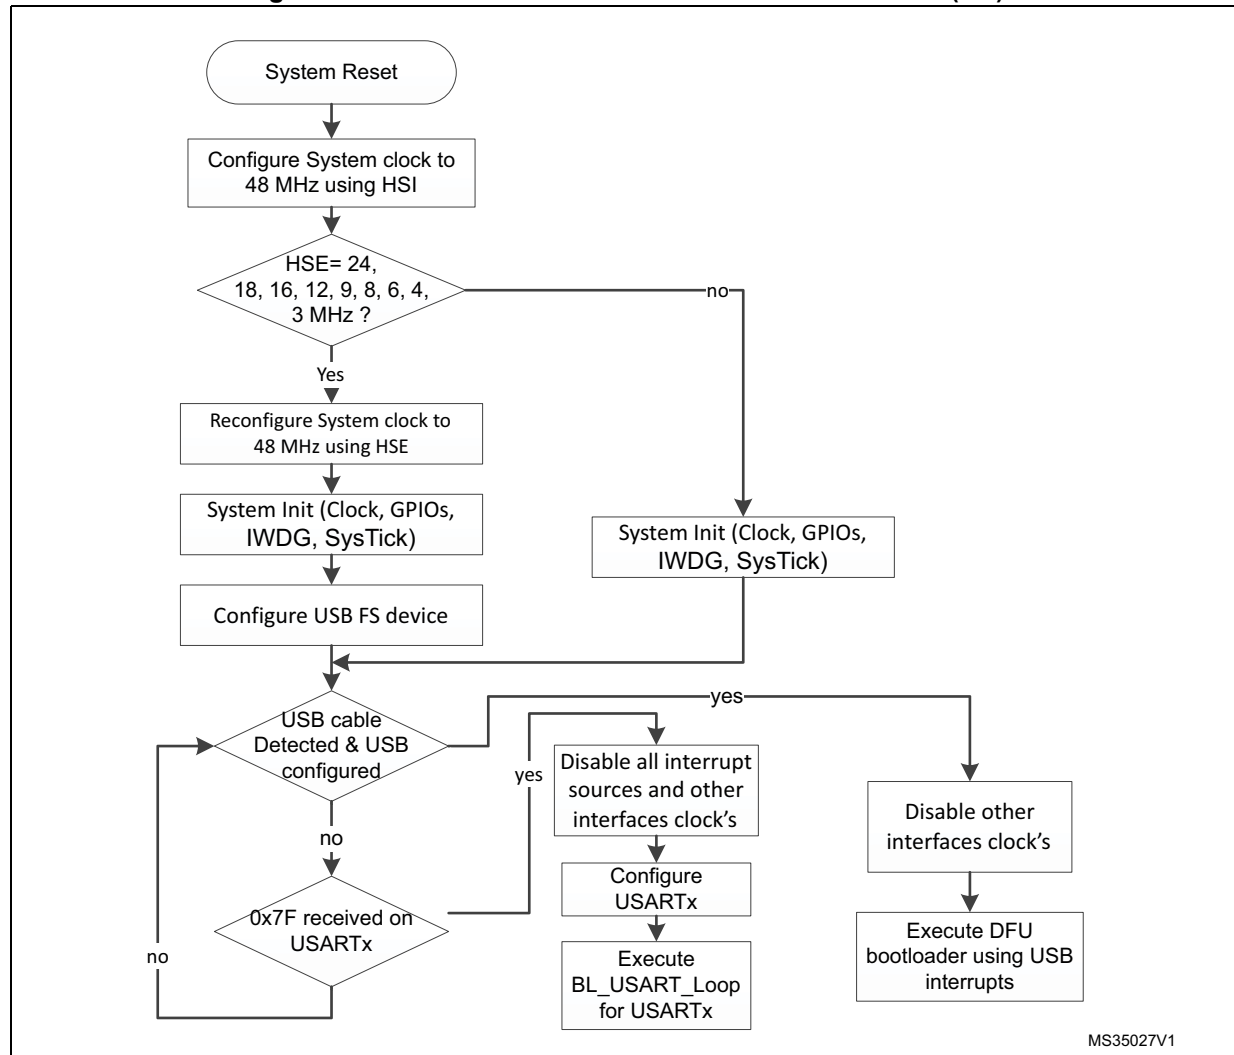 System Reset
Configure System clock to
48 MHz using HSI
HSE= 24,
18, 16, 12, 9, 8, 6, 4,
3 MHz ?
no
Yes
Reconfigure System clock to
48 MHz using HSE
System Init (Clock, GPIOs,
IWDG, SysTick)
System Init (Clock, GPIOs,
IWDG, SysTick)
Configure USB FS device
USB cable
Detected & USB
configured
yes
yes
Disable all interrupt
sources and other
interfaces clock's
Disable other
interfaces clock's
no
0x7F received on
USARTx
no
Configure
USARTx
Execute
BL_USART_Loop
for USARTx
Execute DFU
bootloader using USB
interrupts
MS35027V1